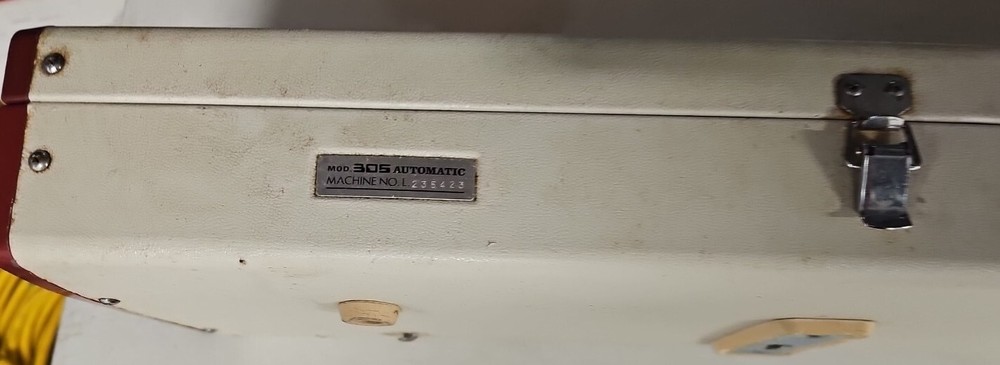 MOD. 305 AUTOMATIC
MACHINE NO. L 235423